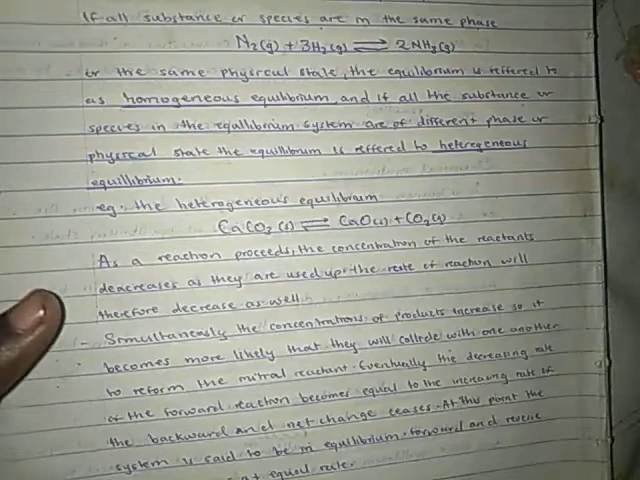 If all substance or species are in the same phase
N₂(g) + 3H₂(g) ⇌ 2NH₃(g)
or the same physical state, the equilibrium is reffered to
as homogeneous equilibrium, and if all the substance or
species in the equilibrium system are of different phase or
physical state the equilibrium is reffered to heterogeneous
equillibrium.
eg. the heterogeneous equilibrium
CaCO₃(s) ⇌ CaO(s) + CO₂(g)
As a reaction proceeds, the concentration of the reactants
deacreases as they are used up. the rate of reaction will
therefore decrease as well.
- Simultaneously the concentrations of products increase so it
becomes more likely that they will collide with one another
to reform the initial reactant. Eventually the decreasing rate
of the forward reaction becomes equal to the increasing rate of
the backward and net change ceases. At this point the
system is said to be in equilibrium. forward and reverse
at equal rate.